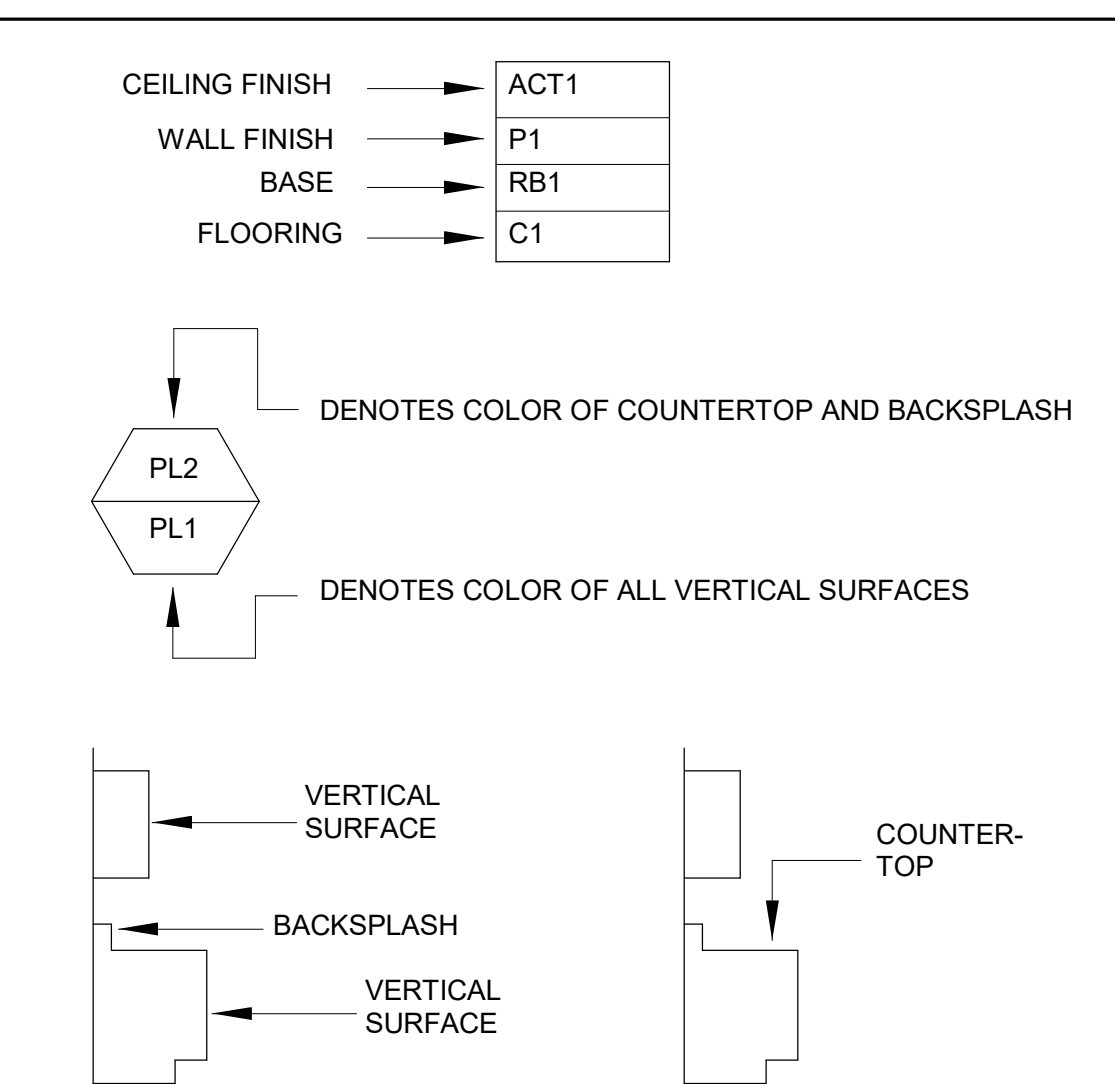 CEILING FINISH ACT1
WALL FINISH P1
BASE RB1
FLOORING C1
DENOTES COLOR OF COUNTERTOP AND BACKSPLASH
PL2
PL1
DENOTES COLOR OF ALL VERTICAL SURFACES
VERTICAL
SURFACE
COUNTER-
TOP
BACKSPLASH
VERTICAL
SURFACE